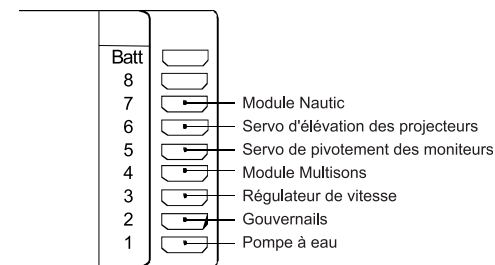 Batt
8
7 Module Nautic
6 Servo d'élévation des projecteurs
5 Servo de pivotement des moniteurs
4 Module Multisons
3 Régulateur de vitesse
2 Gouvernails
1 Pompe à eau